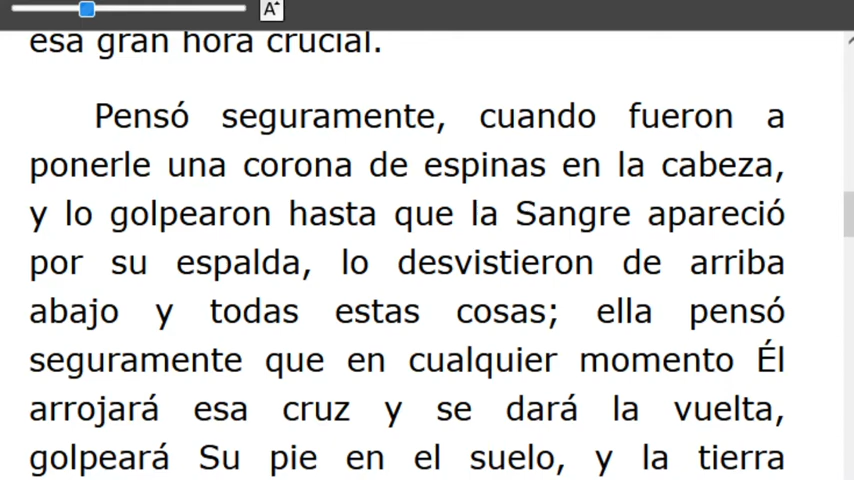 A
esa gran hora crucial.
Pensó seguramente, cuando fueron a
ponerle una corona de espinas en la cabeza,
y lo golpearon hasta que la Sangre apareció
por su espalda, lo desvistieron de arriba
abajo y todas estas cosas; ella pensó
seguramente que en cualquier momento Él
arrojará esa cruz y se dará la vuelta,
golpeará Su pie en el suelo, y la tierra